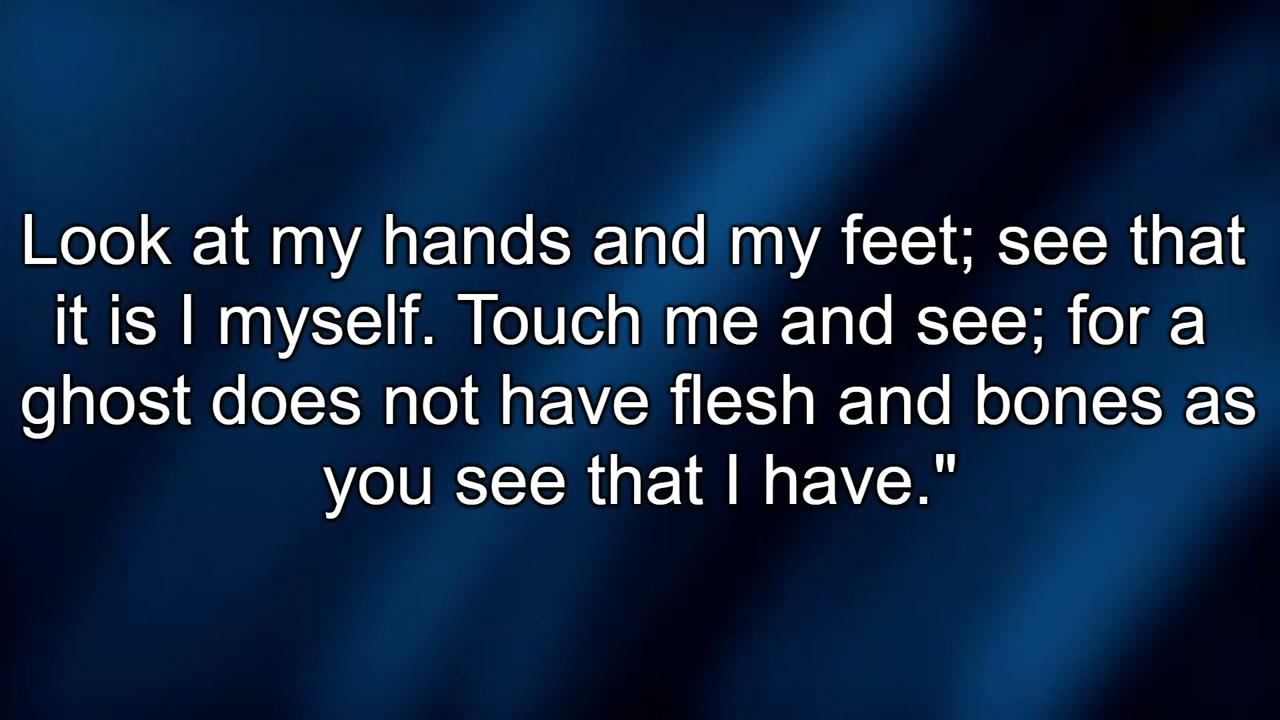 Look at my hands and my feet; see that
it is I myself. Touch me and see; for a
ghost does not have flesh and bones as
you see that I have."